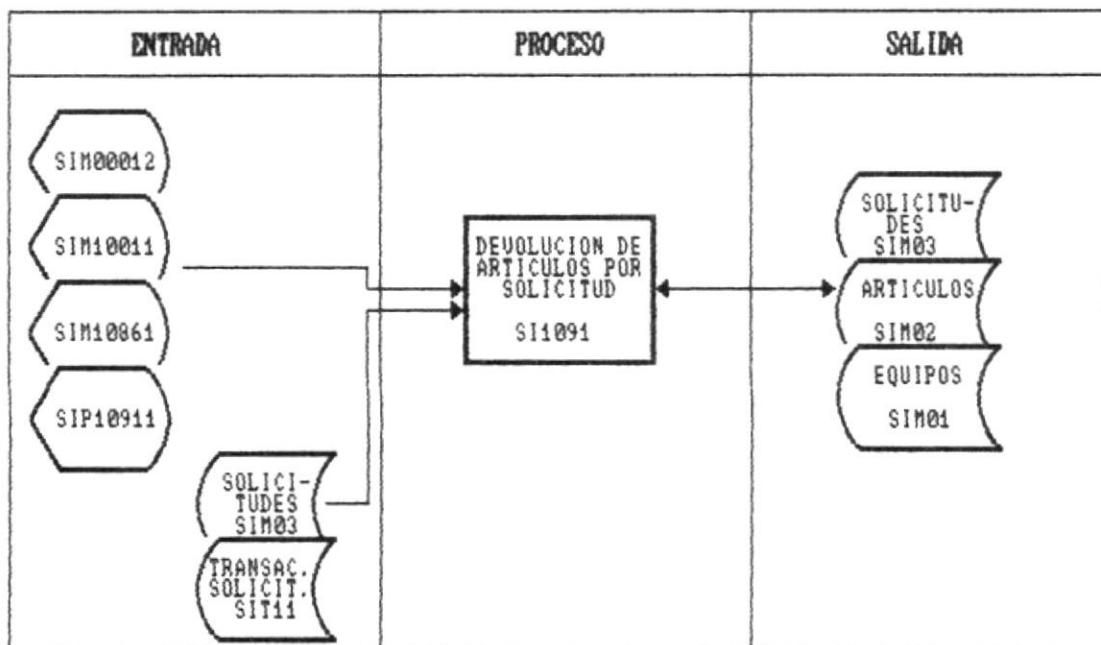 ENTRADA
PROCESO
SALIDA
SIM00012
SIM10011
SIM10861
SIP10911
SOLICI-
TUDES
SIM03
TRANSAC.
SOLICIT.
SIT11
DEVOLUCION DE
ARTICULOS POR
SOLICITUD
SI1091
SOLICITU-
DES
SIM03
ARTICULOS
SIM02
EQUIPOS
SIM01